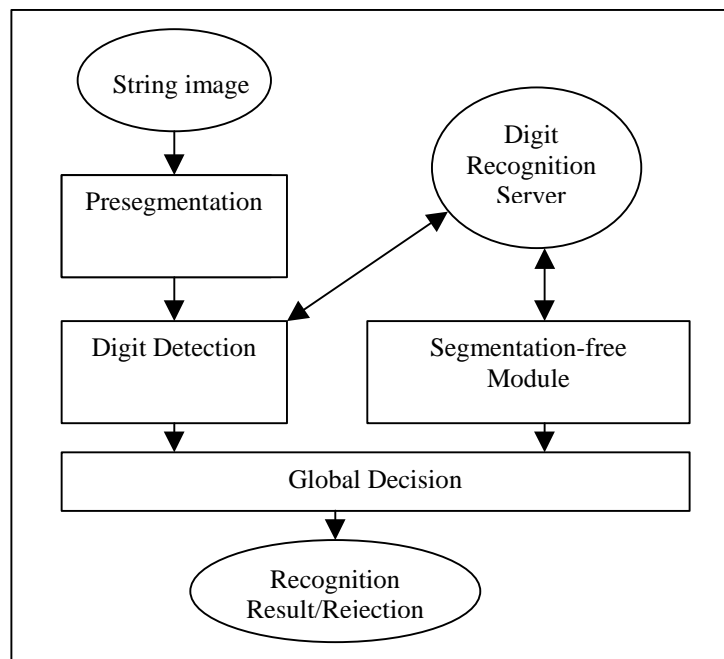 String image
Digit
Recognition
Server
Presegmentation
Digit Detection
Segmentation-free
Module
Global Decision
Recognition
Result/Rejection